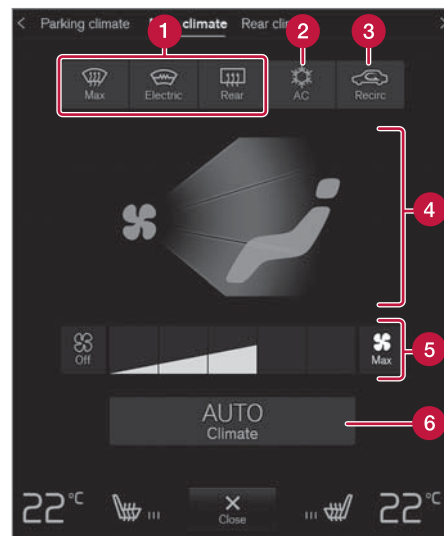 < Parking climate climate Rear >
1 2 3
Max Electric Rear AC Recirc
4
Off Max 5
AUTO 6
Climate
22°C Close 22°C